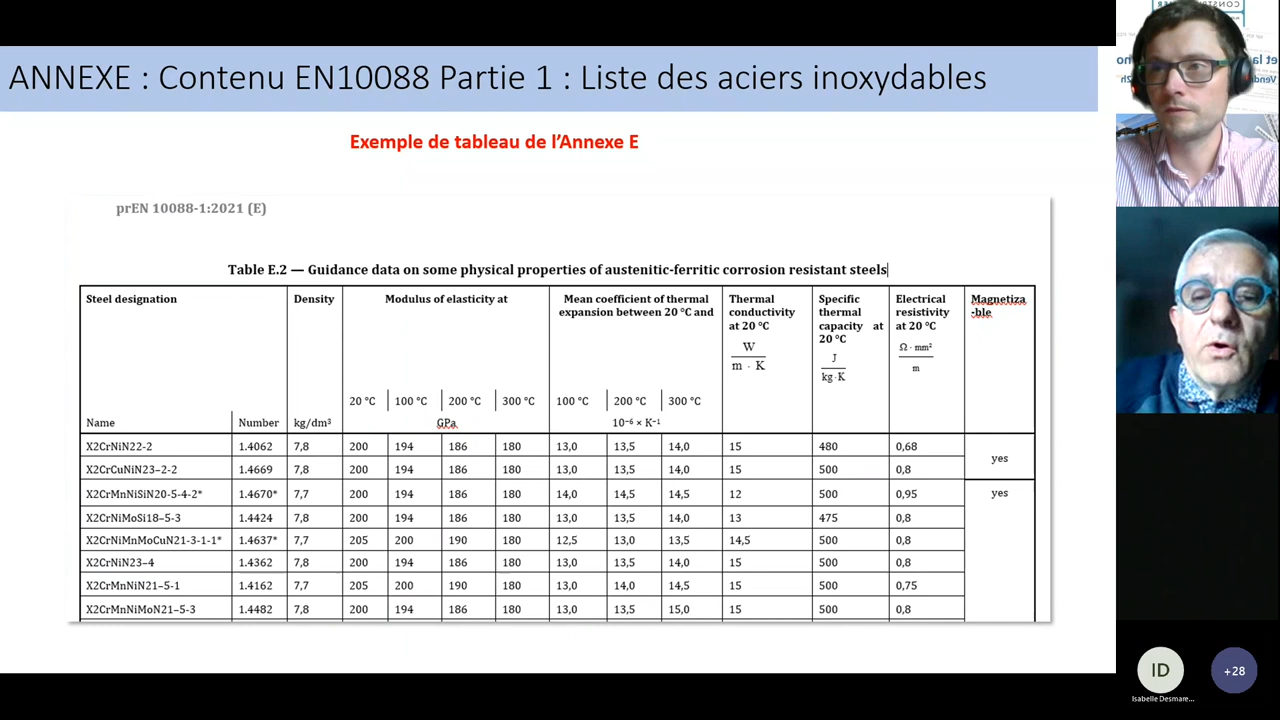 ANNEXE : Contenu EN10088 Partie 1 : Liste des aciers inoxydables
Exemple de tableau de l’Annexe E
prEN 10088-1:2021 (E)
Table E.2 — Guidance data on some physical properties of austenitic-ferritic corrosion resistant steels
Steel designation Density Modulus of elasticity at Mean coefficient of thermal expansion between 20 °C and Thermal conductivity at 20 °C Specific thermal capacity at 20 °C Electrical resistivity at 20 °C Magnetiza-ble
W / m · K J / kg·K Ω · mm² / m
20 °C 100 °C 200 °C 300 °C 100 °C 200 °C 300 °C
Name Number kg/dm³ GPa 10⁻⁶ × K⁻¹
X2CrNiN22-2 1.4062 7,8 200 194 186 180 13,0 13,5 14,0 15 480 0,68 yes
X2CrCuNiN23–2-2 1.4669 7,8 200 194 186 180 13,0 13,5 14,0 15 500 0,8
X2CrMnNiSiN20-5-4-2* 1.4670* 7,7 200 194 186 180 14,0 14,5 14,5 12 500 0,95 yes
X2CrNiMoSi18–5-3 1.4424 7,8 200 194 186 180 13,0 13,5 14,0 13 475 0,8
X2CrNiMnMoCuN21-3-1-1* 1.4637* 7,7 205 200 190 180 12,5 13,0 13,5 14,5 500 0,8
X2CrNiN23–4 1.4362 7,8 200 194 186 180 13,0 13,5 14,0 15 500 0,8
X2CrMnNiN21–5-1 1.4162 7,7 205 200 190 180 13,0 14,0 14,5 15 500 0,75
X2CrMnNiMoN21–5-3 1.4482 7,8 200 194 186 180 13,0 13,5 15,0 15 500 0,8
ID
Isabelle Desmare...
+28